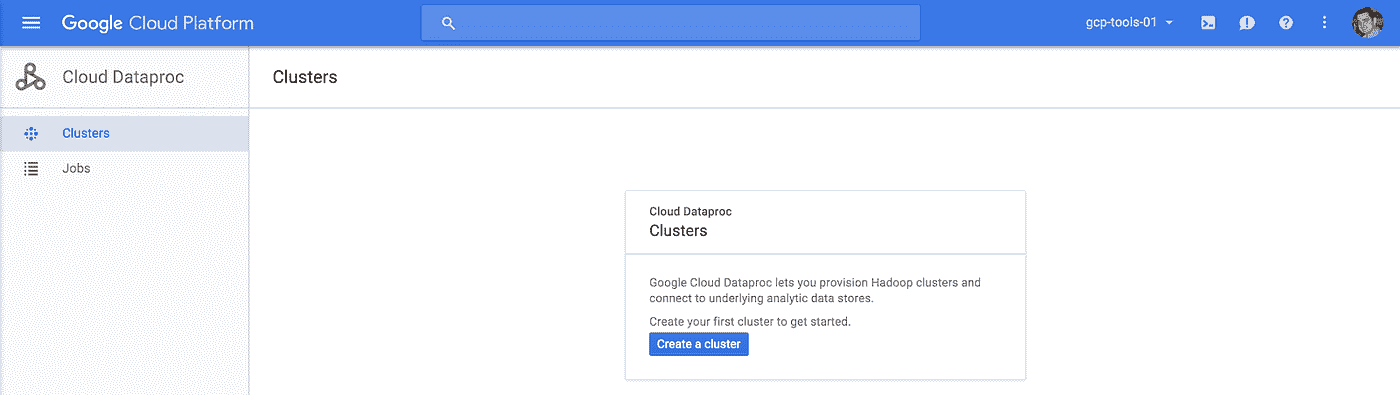 Google Cloud Platform
gcp-tools-01
Cloud Dataproc
Clusters
Clusters
Jobs
Cloud Dataproc
Clusters
Google Cloud Dataproc lets you provision Hadoop clusters and
connect to underlying analytic data stores.
Create your first cluster to get started.
Create a cluster